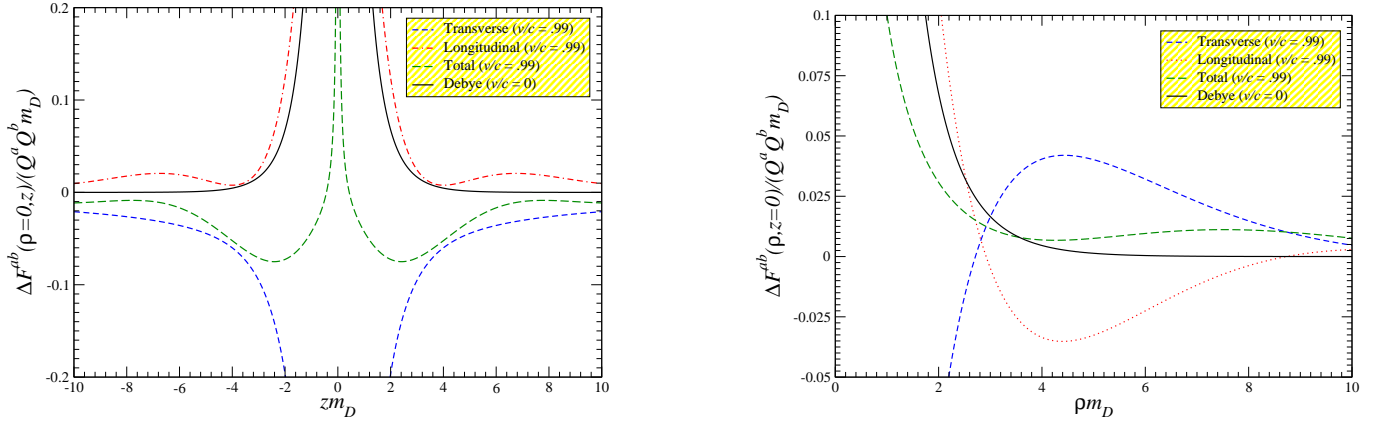 0.2
0.1
0
-0.1
-0.2
-10
-8
-6
-4
-2
0
2
4
6
8
10
zm_D
ΔF^{ab}(ρ=0,z)/(Q^a Q^b m_D)
Transverse (v/c = .99)
Longitudinal (v/c = .99)
Total (v/c = .99)
Debye (v/c = 0)
0.1
0.075
0.05
0.025
0
-0.025
-0.05
0
2
4
6
8
10
ρm_D
ΔF^{ab}(ρ,z=0)/(Q^a Q^b m_D)
Transverse (v/c = .99)
Longitudinal (v/c = .99)
Total (v/c = .99)
Debye (v/c = 0)